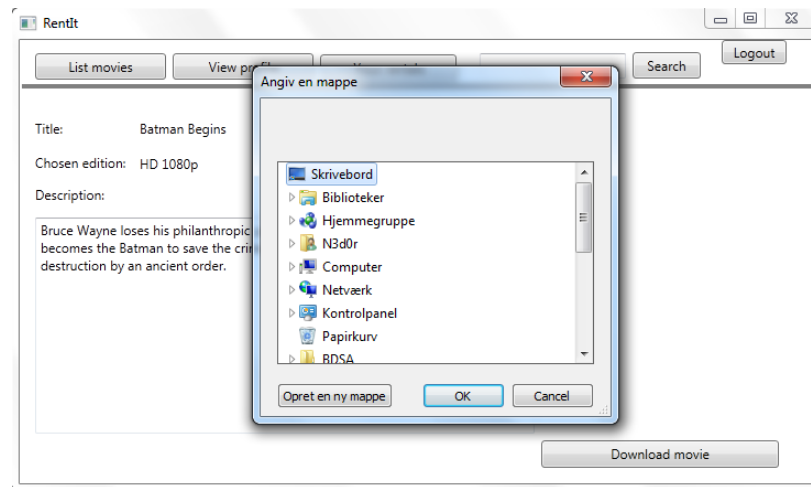 RentIt
Logout
List movies
View
Search
Angiv en mappe
Title: Batman Begins
Chosen edition: HD 1080p
Description:
Bruce Wayne loses his philanthropic
becomes the Batman to save the
destruction by an ancient order.
Skrivebord
Biblioteker
Hjemmegruppe
N3d0r
Computer
Netværk
Kontrolpanel
Papirkurv
BDSA
Opret en ny mappe
OK
Cancel
Download movie